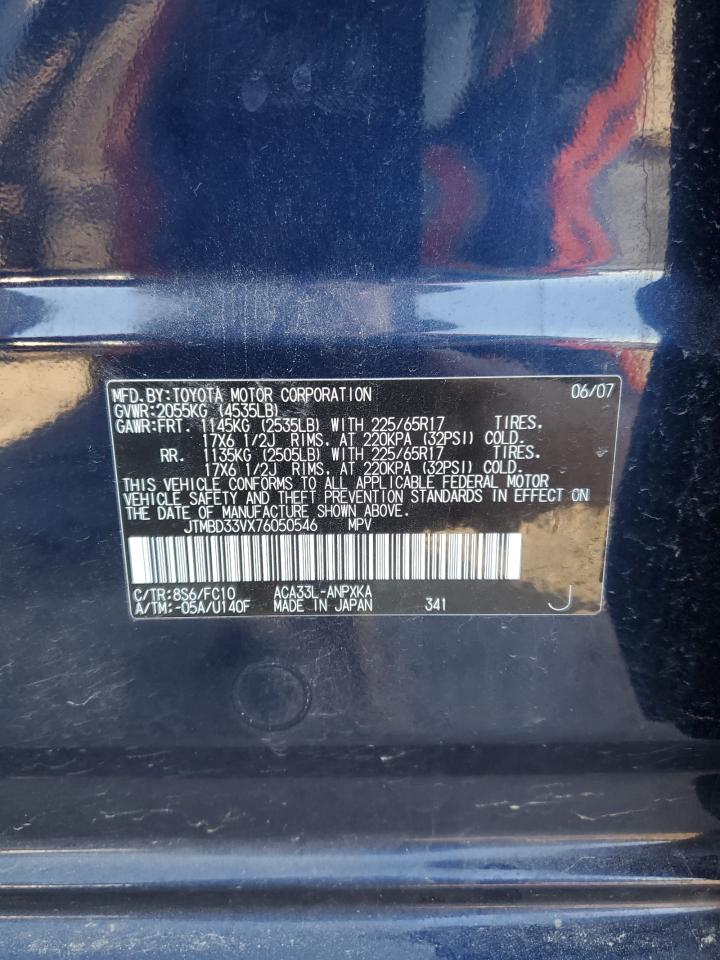 MFD.BY:TOYOTA MOTOR CORPORATION 06/07
GVWR:2055KG (4535LB)
GAWR:FRT. 1145KG (2535LB) WITH 225/65R17 TIRES.
17X6 1/2J RIMS. AT 220KPA (32PSI) COLD.
RR. 1135KG (2505LB) WITH 225/65R17 TIRES.
17X6 1/2J RIMS. AT 220KPA (32PSI) COLD.
THIS VEHICLE CONFORMS TO ALL APPLICABLE FEDERAL MOTOR
VEHICLE SAFETY AND THEFT PREVENTION STANDARDS IN EFFECT ON
THE DATE OF MANUFACTURE SHOWN ABOVE.
JTMBD33VX76050546 MPV
C/TR:8S6/FC10 ACA33L-ANPXKA
A/TM:-05A/U140F MADE IN JAPAN 341 J